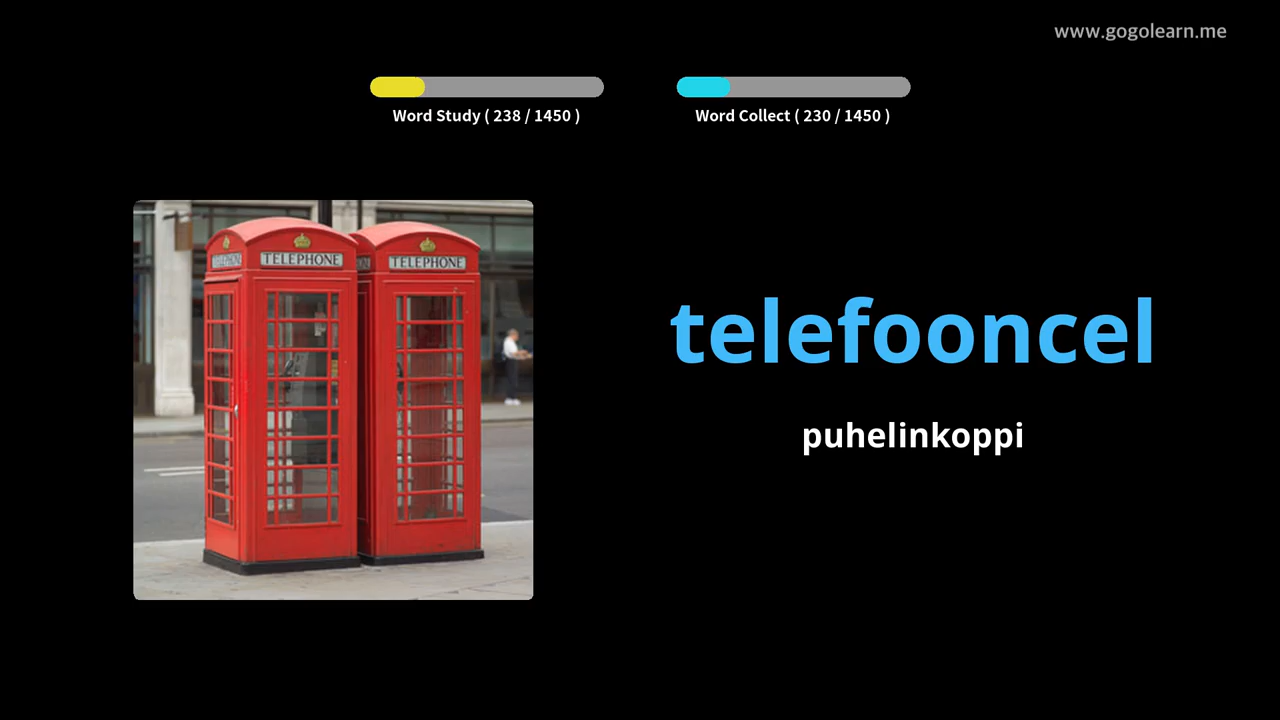 www.gogolearn.me
Word Study ( 238 / 1450 )
Word Collect ( 230 / 1450 )
TELEPHONE
TELEPHONE
telefooncel
puhelinkoppi